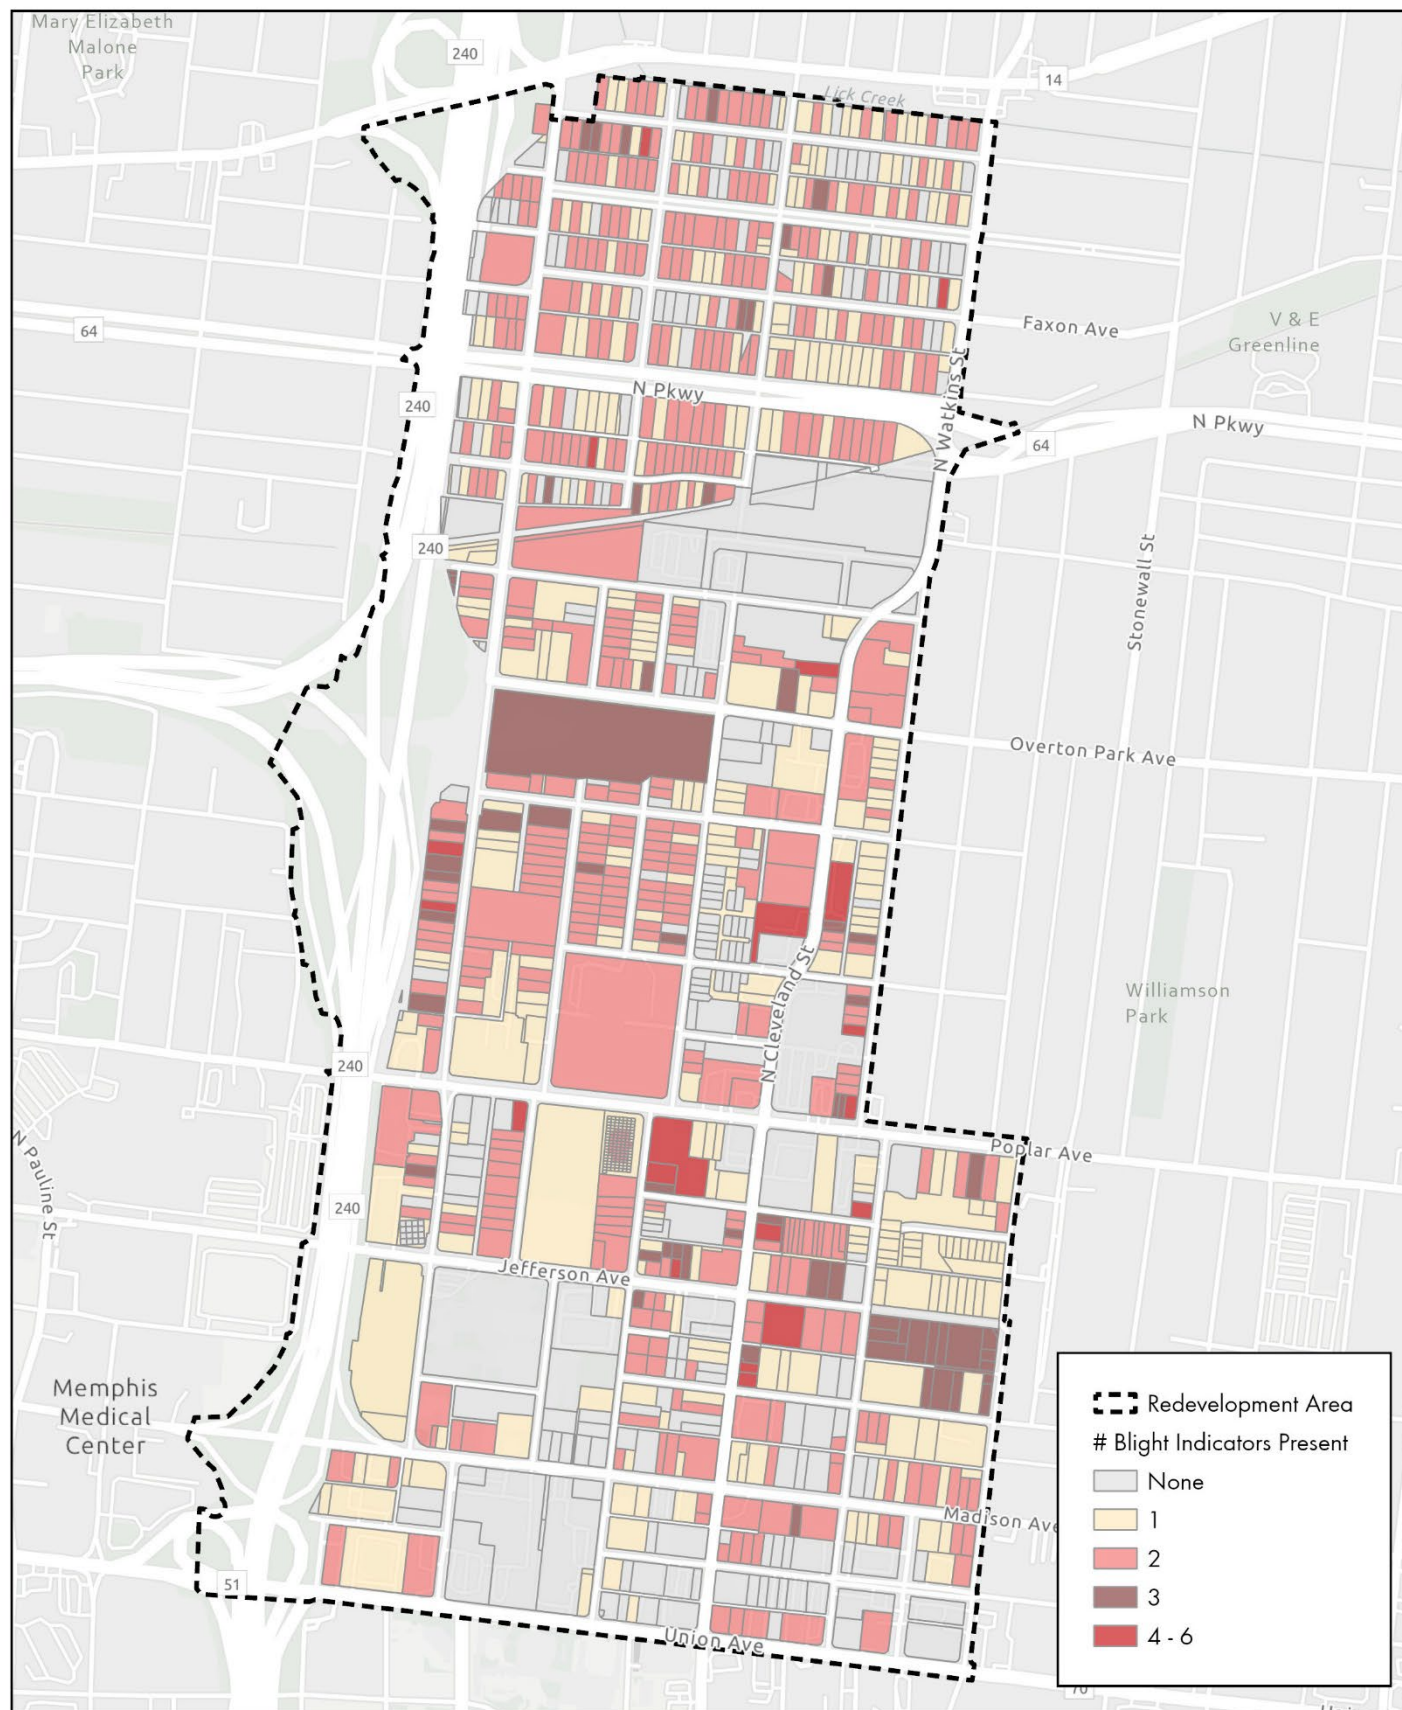 Mary Elizabeth
Malone
Park
240
14
Lick Creek
64
Faxon Ave
V & E
Greenline
240
N Pkwy
N Watkins St
64
N Pkwy
240
Stonewall St
Overton Park Ave
Williamson
Park
N Cleveland St
240
N Pauline St
Poplar Ave
240
Jefferson Ave
Memphis
Medical
Center
Madison Ave
51
Union Ave
70
Redevelopment Area
# Blight Indicators Present
None
1
2
3
4 - 6